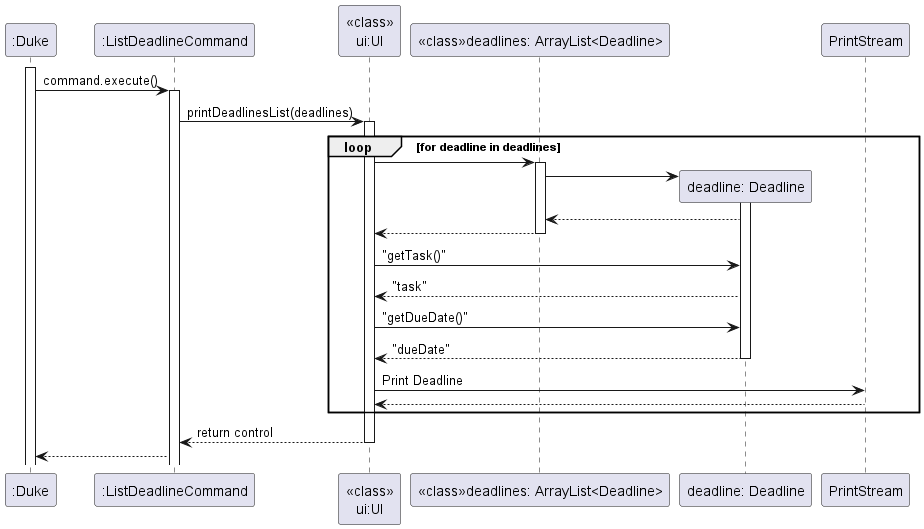 :Duke
:ListDeadlineCommand
«class»
ui:UI
«class»deadlines: ArrayList<Deadline>
PrintStream
command.execute()
printDeadlinesList(deadlines)
loop
[for deadline in deadlines]
deadline: Deadline
"getTask()"
"task"
"getDueDate()"
"dueDate"
Print Deadline
return control
:Duke
:ListDeadlineCommand
«class»
ui:UI
«class»deadlines: ArrayList<Deadline>
deadline: Deadline
PrintStream